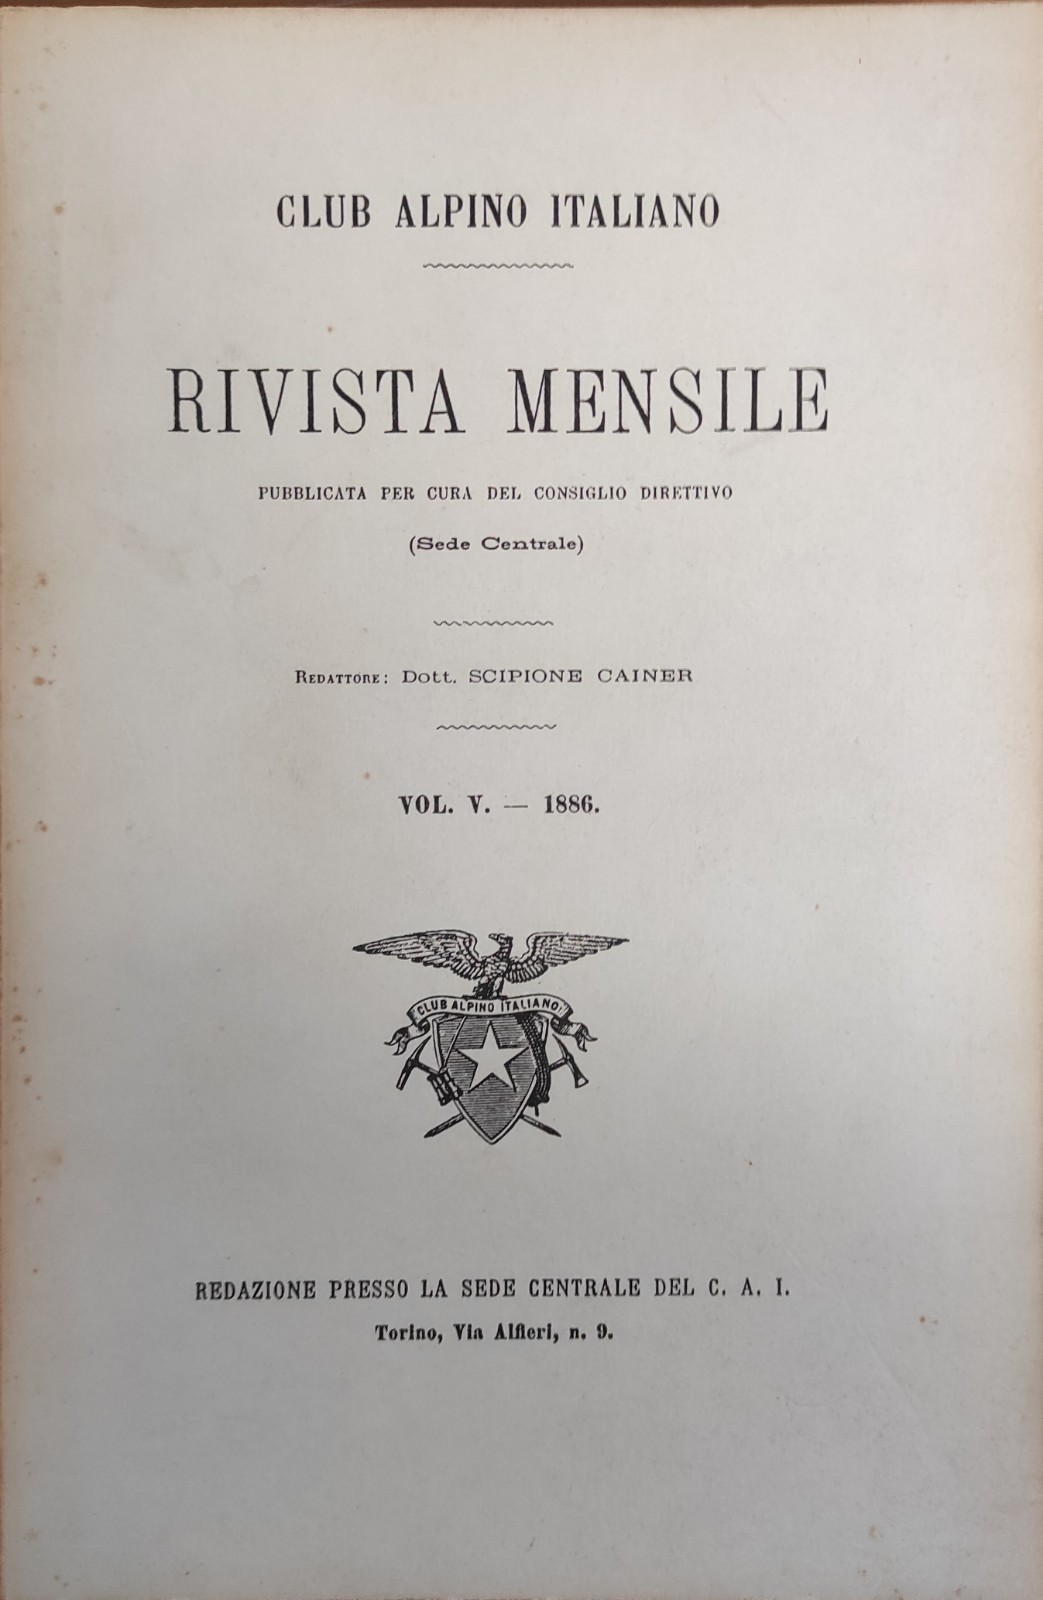 CLUB ALPINO ITALIANO
RIVISTA MENSILE
PUBBLICATA PER CURA DEL CONSIGLIO DIRETTIVO
(Sede Centrale)
REDATTORE: Dott. SCIPIONE CAINER
VOL. V. — 1886.
CLUB ALPINO ITALIANO
REDAZIONE PRESSO LA SEDE CENTRALE DEL C. A. I.
Torino, Via Alfieri, n. 9.